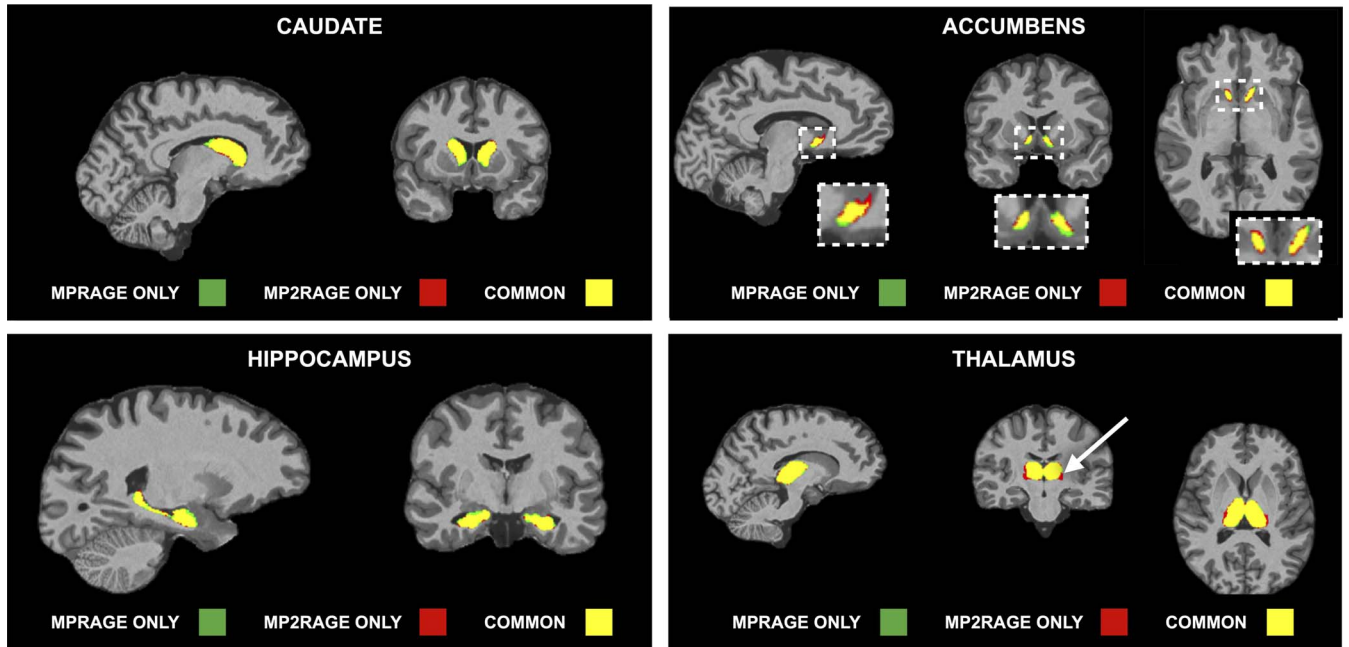 CAUDATE
MPRAGE ONLY MP2RAGE ONLY COMMON
ACCUMBENS
MPRAGE ONLY MP2RAGE ONLY COMMON
HIPPOCAMPUS
MPRAGE ONLY MP2RAGE ONLY COMMON
THALAMUS
MPRAGE ONLY MP2RAGE ONLY COMMON